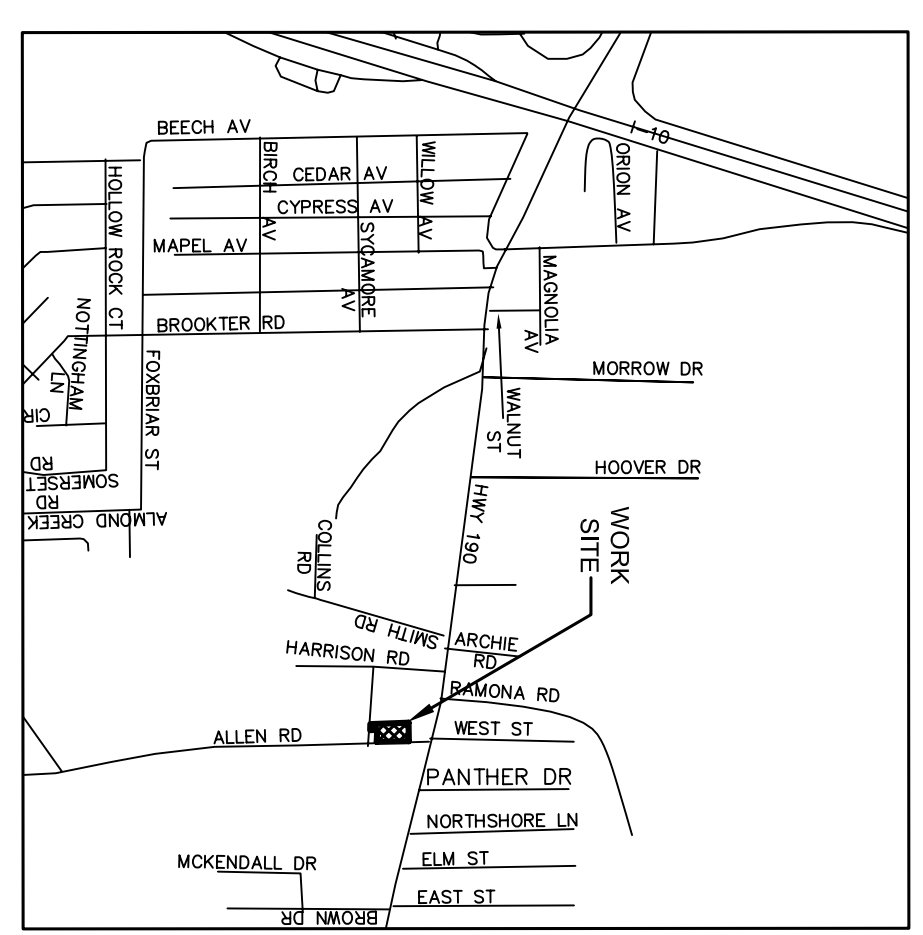 I-10
BEECH AV
BIRCH AV
CEDAR AV
WILLOW AV
ORION AV
HOLLOW ROCK CT
CYPRESS AV
SYCAMORE AV
MAPEL AV
MAGNOLIA AV
NOTTINGHAM LN
BROOKTER RD
FOXBRIAR ST
MORROW DR
WALNUT ST
CIR
HOOVER DR
SOMERSET RD
ALMOND CREEK RD
HWY 190
WORK
SITE
COLLINS RD
SMITH RD
ARCHIE
RD
HARRISON RD
RAMONA RD
ALLEN RD
WEST ST
PANTHER DR
NORTHSHORE LN
MCKENDALL DR
ELM ST
EAST ST
BROWN DR